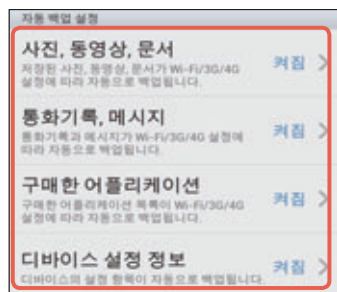 자동 백업 설정
사진, 동영상, 문서
저장된 사진, 동영상, 문서가 Wi-Fi/3G/4G
설정에 따라 자동으로 백업됩니다.
켜짐
통화기록, 메시지
통화기록과 메시지가 Wi-Fi/3G/4G 설정에
따라 자동으로 백업됩니다.
켜짐
구매한 어플리케이션
구매한 어플리케이션 목록이 Wi-Fi/3G/4G
설정에 따라 자동으로 백업됩니다.
켜짐
디바이스 설정 정보
디바이스의 설정 항목이 자동으로 백업됩니다.
켜짐